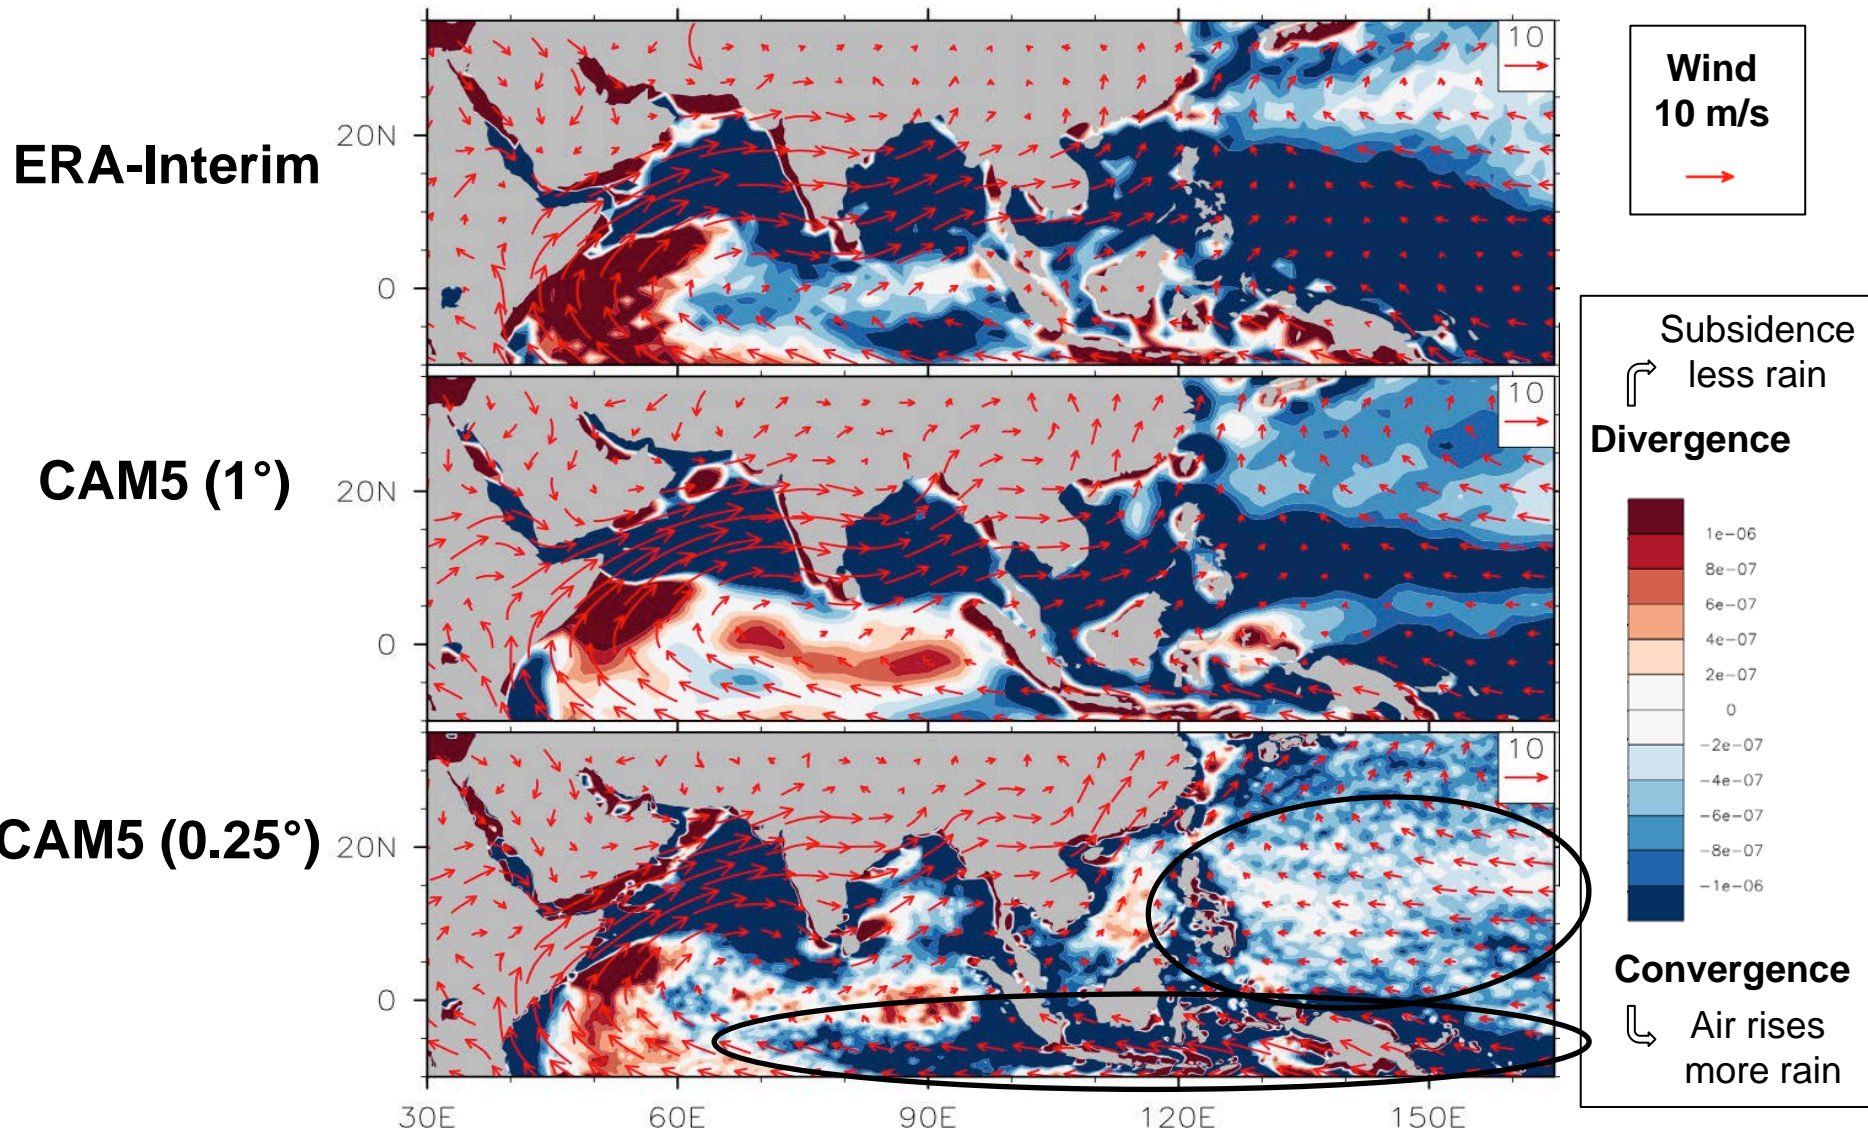 ERA-Interim
20N
0
10
CAM5 (1°)
20N
0
10
CAM5 (0.25°)
20N
0
10
30E 60E 90E 120E 150E
Wind
10 m/s
Subsidence
less rain
Divergence
1e-06
8e-07
6e-07
4e-07
2e-07
0
-2e-07
-4e-07
-6e-07
-8e-07
-1e-06
Convergence
Air rises
more rain